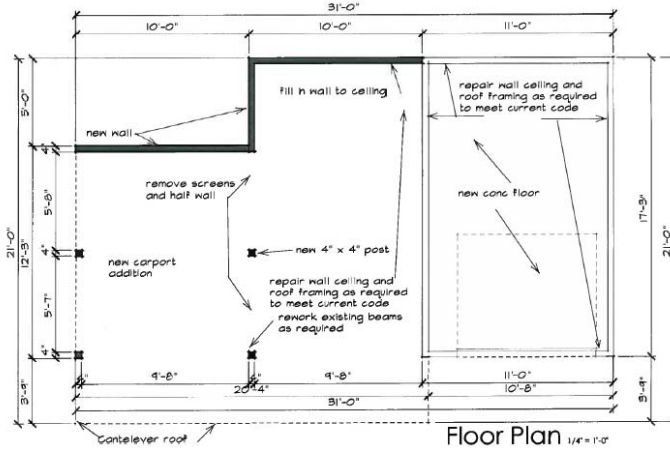 31'-0"
10'-0"
10'-0"
11'-0"
fill in wall to ceiling
repair wall ceiling and
roof framing as required
to meet current code
5'-0"
new wall
4"
remove screens
and half wall
new conc floor
5'-8"
17'-3"
21'-0"
21'-0"
12'-3"
4"
new 4" x 4" post
new carport
addition
repair wall ceiling and
roof framing as required
to meet current code
rework existing beams
as required
5'-7"
4"
9'-8"
9'-8"
11'-0"
20'-4"
10'-8"
3'-9"
3'-9"
31'-0"
Cantelever roof
Floor Plan 1/4" = 1'-0"